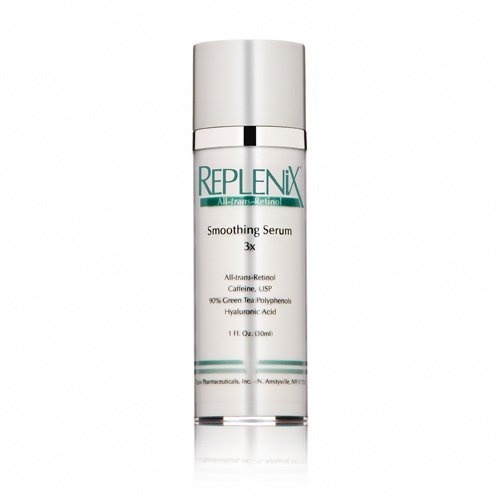 REPLENiX
All-trans-Retinol
Smoothing Serum
3x
All-trans-Retinol
Caffeine, USP
90% Green Tea Polyphenols
Hyaluronic Acid
1 Fl. Oz. (30ml)
Pharmaceuticals, Inc. N. Amityville, NY